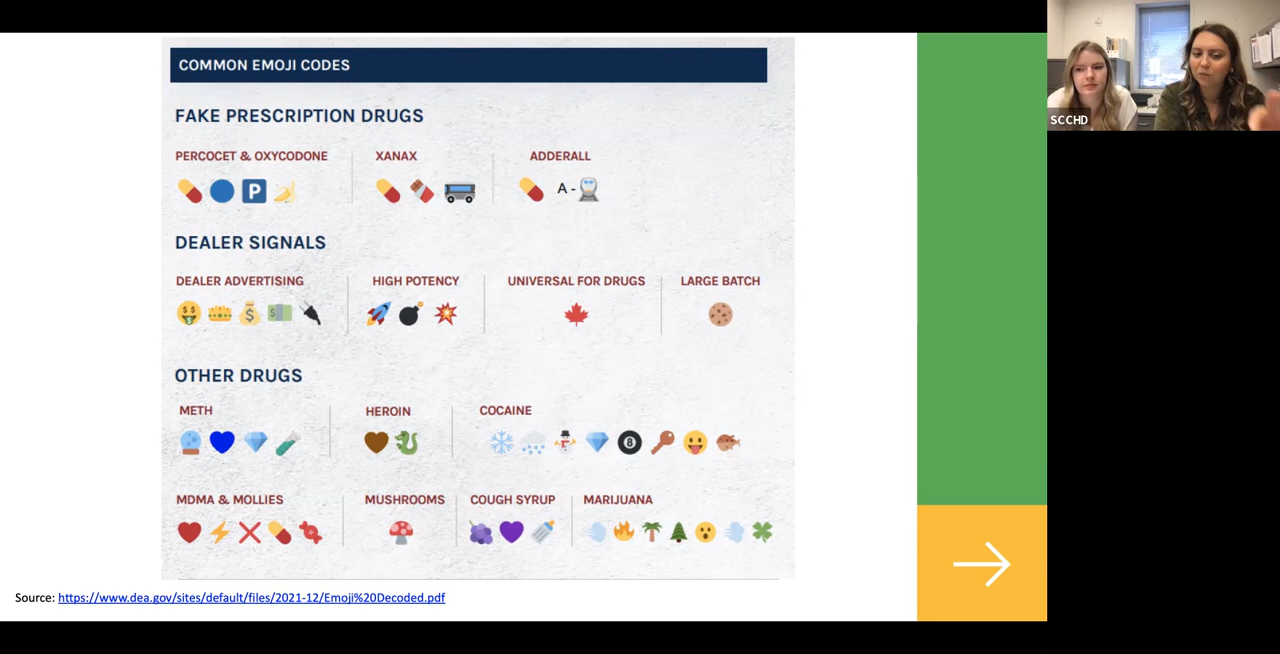 COMMON EMOJI CODES
FAKE PRESCRIPTION DRUGS
PERCOCET & OXYCODONE
XANAX
ADDERALL
P
A -
DEALER SIGNALS
DEALER ADVERTISING
HIGH POTENCY
UNIVERSAL FOR DRUGS
LARGE BATCH
OTHER DRUGS
METH
HEROIN
COCAINE
8
MDMA & MOLLIES
MUSHROOMS
COUGH SYRUP
MARIJUANA
Source: https://www.dea.gov/sites/default/files/2021-12/Emoji%20Decoded.pdf
SCCHD